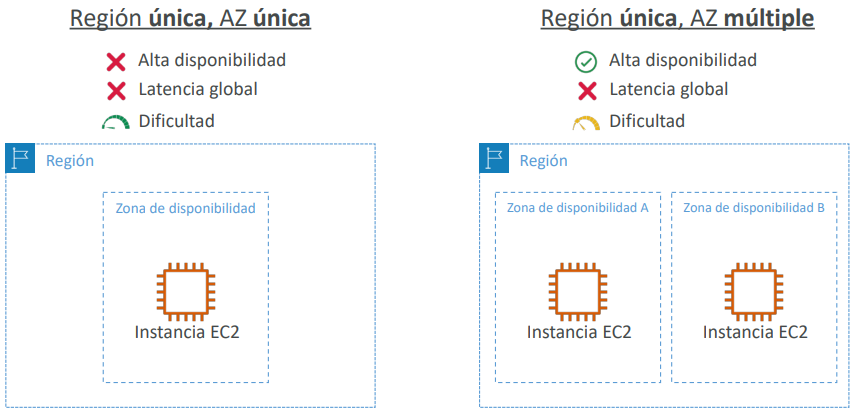 Región única, AZ única
Alta disponibilidad
Latencia global
Dificultad
Región
Zona de disponibilidad
Instancia EC2
Región única, AZ múltiple
Alta disponibilidad
Latencia global
Dificultad
Región
Zona de disponibilidad A
Instancia EC2
Zona de disponibilidad B
Instancia EC2